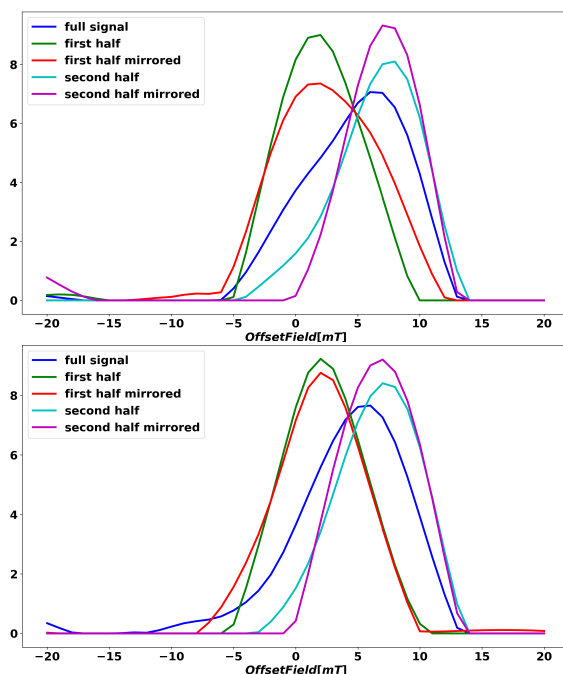 full signal
first half
first half mirrored
second half
second half mirrored
8
6
4
2
0
−20 −15 −10 −5 0 5 10 15 20
OffsetField[mT]
full signal
first half
first half mirrored
second half
second half mirrored
8
6
4
2
0
−20 −15 −10 −5 0 5 10 15 20
OffsetField[mT]